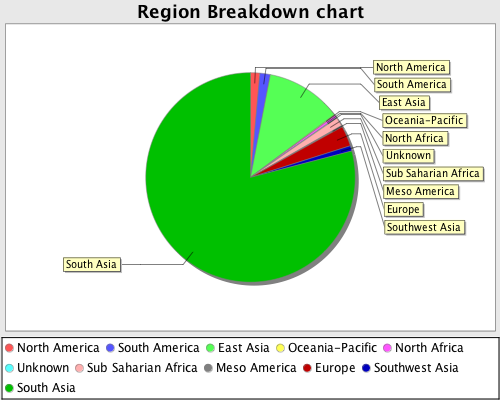 Region Breakdown chart
North America
South America
East Asia
Oceania-Pacific
North Africa
Unknown
Sub Saharian Africa
Meso America
Europe
Southwest Asia
South Asia
North America South America East Asia Oceania-Pacific North Africa
Unknown Sub Saharian Africa Meso America Europe Southwest Asia
South Asia